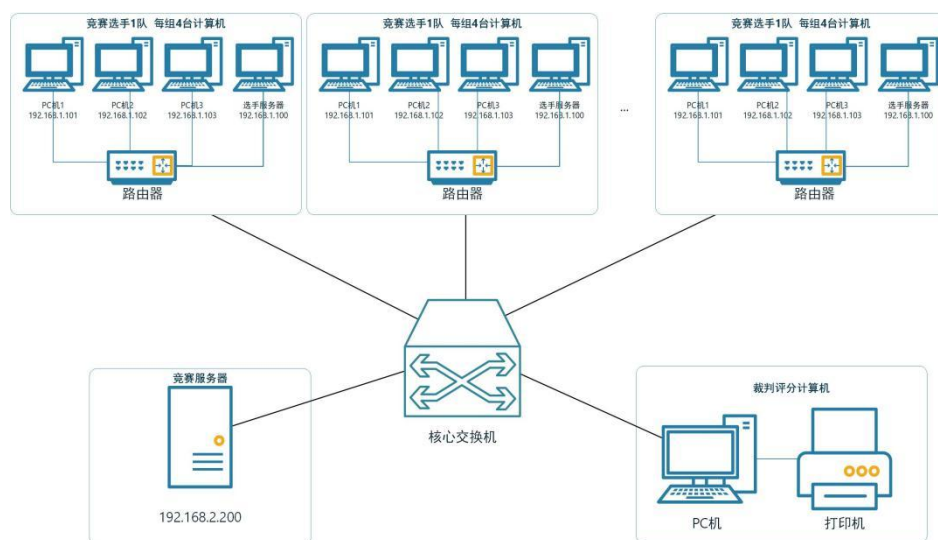 竞赛选手1队 每组4台计算机
PC机1
192.168.1.101
PC机2
192.168.1.102
PC机3
192.168.1.103
选手服务器
192.168.1.100
路由器
竞赛选手1队 每组4台计算机
PC机1
192.168.1.101
PC机2
192.168.1.102
PC机3
192.168.1.103
选手服务器
192.168.1.100
路由器
...
竞赛选手1队 每组4台计算机
PC机1
192.168.1.101
PC机2
192.168.1.102
PC机3
192.168.1.103
选手服务器
192.168.1.100
路由器
核心交换机
竞赛服务器
192.168.2.200
裁判评分计算机
PC机
打印机